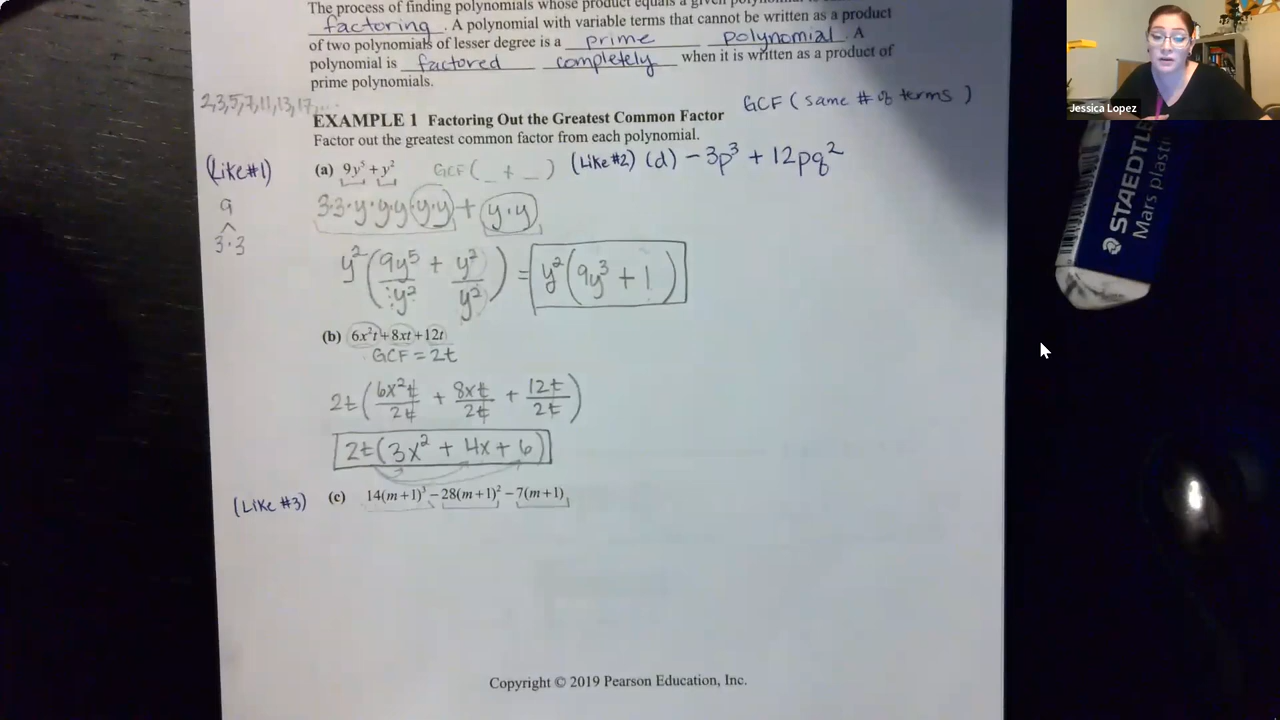 The process of finding polynomials whose product equals a given
factoring. A polynomial with variable terms that cannot be written as a product
of two polynomials of lesser degree is a prime polynomial. A
polynomial is factored completely when it is written as a product of
prime polynomials.
2,3,5,7,11,13,17,...
GCF (same # of terms)
EXAMPLE 1 Factoring Out the Greatest Common Factor
Factor out the greatest common factor from each polynomial.
(Like #1) (a) 9y⁵ + y² GCF( _ + _ ) (Like #2) (d) -3p³ + 12pq²
9
3·3
3·3·y·y·y·y·y + y·y
y²(9y⁵/y² + y²/y²) = y²(9y³ + 1)
(b) 6x²t + 8xt + 12t
GCF = 2t
2t(6x²t/2t + 8xt/2t + 12t/2t)
2t(3x² + 4x + 6)
(Like #3) (c) 14(m+1)³ − 28(m+1)² − 7(m+1)
Copyright © 2019 Pearson Education, Inc.
STAEDTLER
Mars plasti
Jessica Lopez